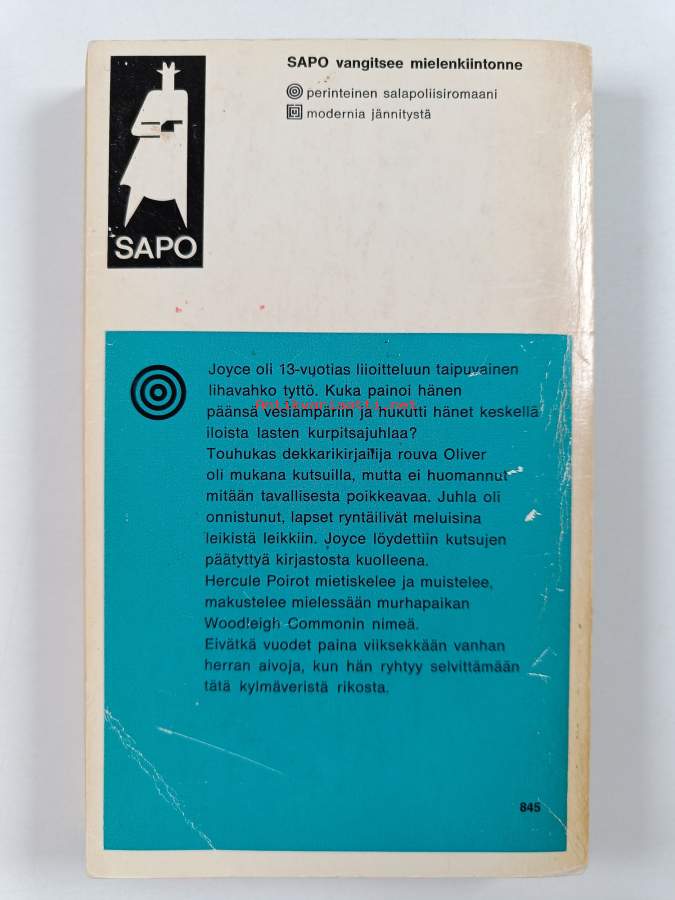 SAPO
SAPO vangitsee mielenkiintonne
perinteinen salapoliisiromaani
modernia jännitystä
Joyce oli 13-vuotias liioitteluun taipuvainen
lihavahko tyttö. Kuka painoi hänen
päänsä vesiämpäriin ja hukutti hänet keskellä
Antikvariaatti.net
iloista lasten kurpitsajuhlaa?
Touhukas dekkarikirjailija rouva Oliver
oli mukana kutsuilla, mutta ei huomannut
mitään tavallisesta poikkeavaa. Juhla oli
onnistunut, lapset ryntäilivät meluisina
leikistä leikkiin. Joyce löydettiin kutsujen
päätyttyä kirjastosta kuolleena.
Hercule Poirot mietiskelee ja muistelee,
makustelee mielessään murhapaikan
Woodleigh Commonin nimeä.
Eivätkä vuodet paina viiksekkään vanhan
herran aivoja, kun hän ryhtyy selvittämään
tätä kylmäveristä rikosta.
845